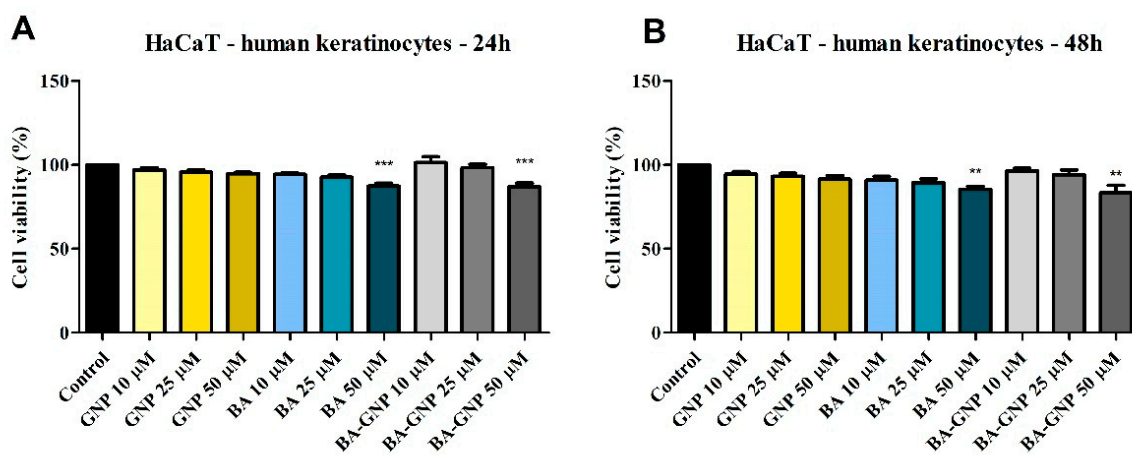 A
HaCaT - human keratinocytes - 24h
Cell viability (%)
150
100
50
0
***
***
Control
GNP 10 µM
GNP 25 µM
GNP 50 µM
BA 10 µM
BA 25 µM
BA 50 µM
BA-GNP 10 µM
BA-GNP 25 µM
BA-GNP 50 µM
B
HaCaT - human keratinocytes - 48h
Cell viability (%)
150
100
50
0
**
**
Control
GNP 10 µM
GNP 25 µM
GNP 50 µM
BA 10 µM
BA 25 µM
BA 50 µM
BA-GNP 10 µM
BA-GNP 25 µM
BA-GNP 50 µM